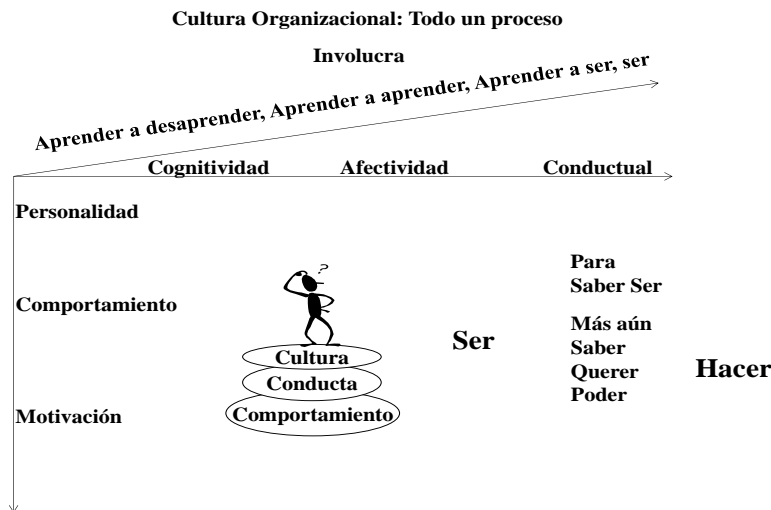 Cultura Organizacional: Todo un proceso
Involucra
Aprender a desaprender, Aprender a aprender, Aprender a ser, ser
Cognitividad Afectividad Conductual
Personalidad
Comportamiento
Motivación
?
Cultura
Conducta
Comportamiento
Ser
Para
Saber Ser
Más aún
Saber
Querer
Poder
Hacer